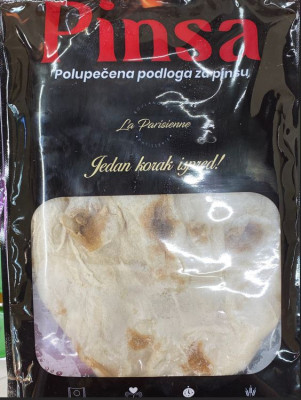 Pinsa
Polupečena podloga za pinsu
La Parisienne
Jedan korak ispred!